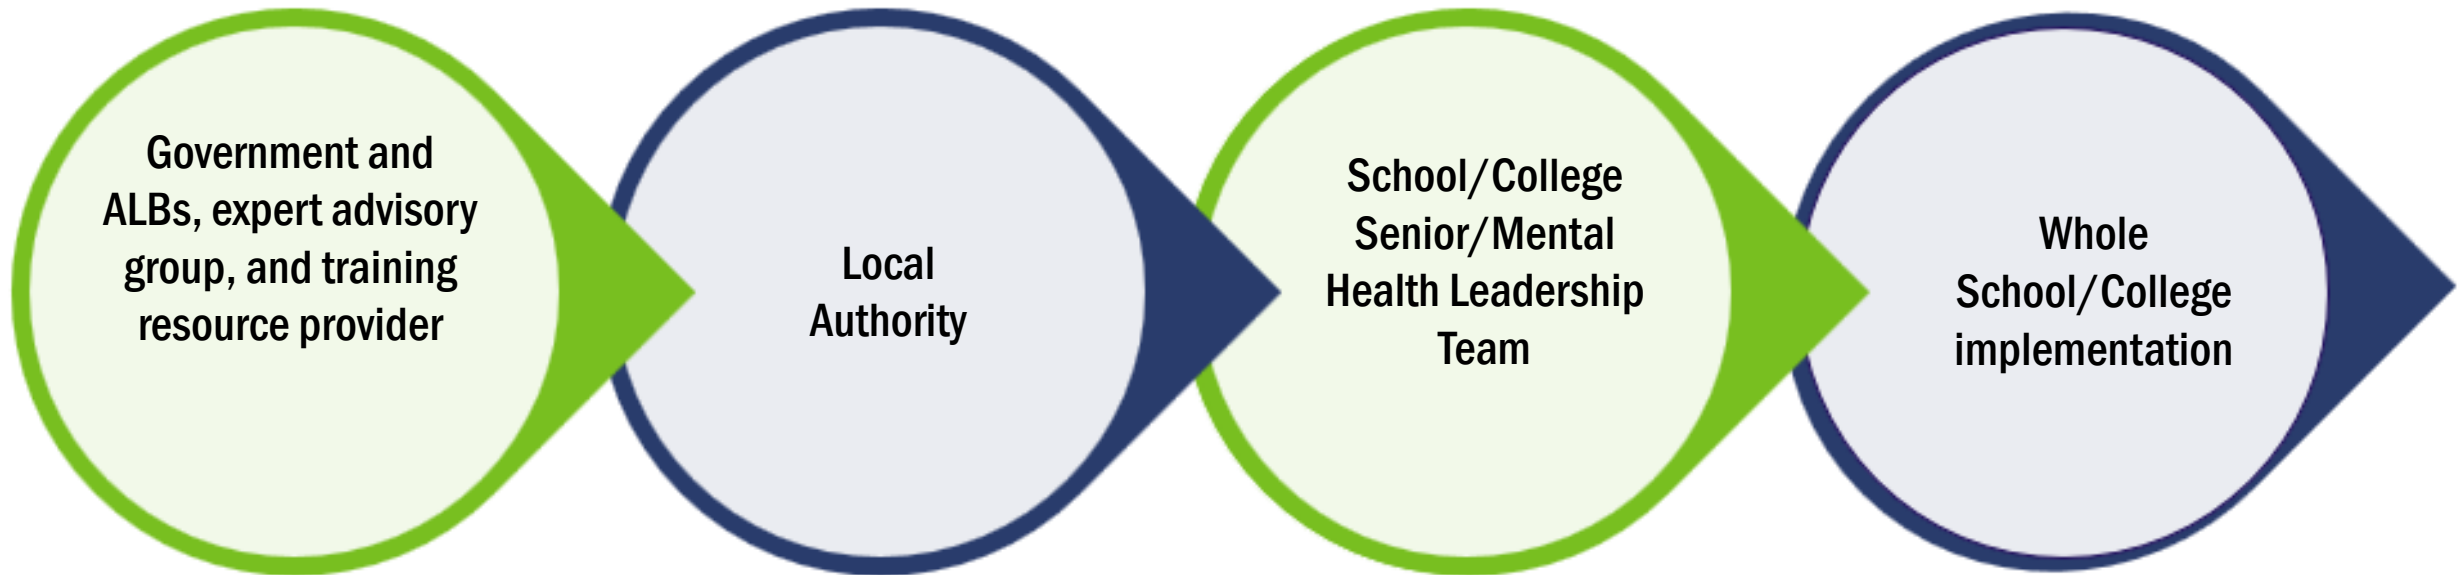 Government and
ALBs, expert advisory
group, and training
resource provider
Local
Authority
School/College
Senior/Mental
Health Leadership
Team
Whole
School/College
implementation